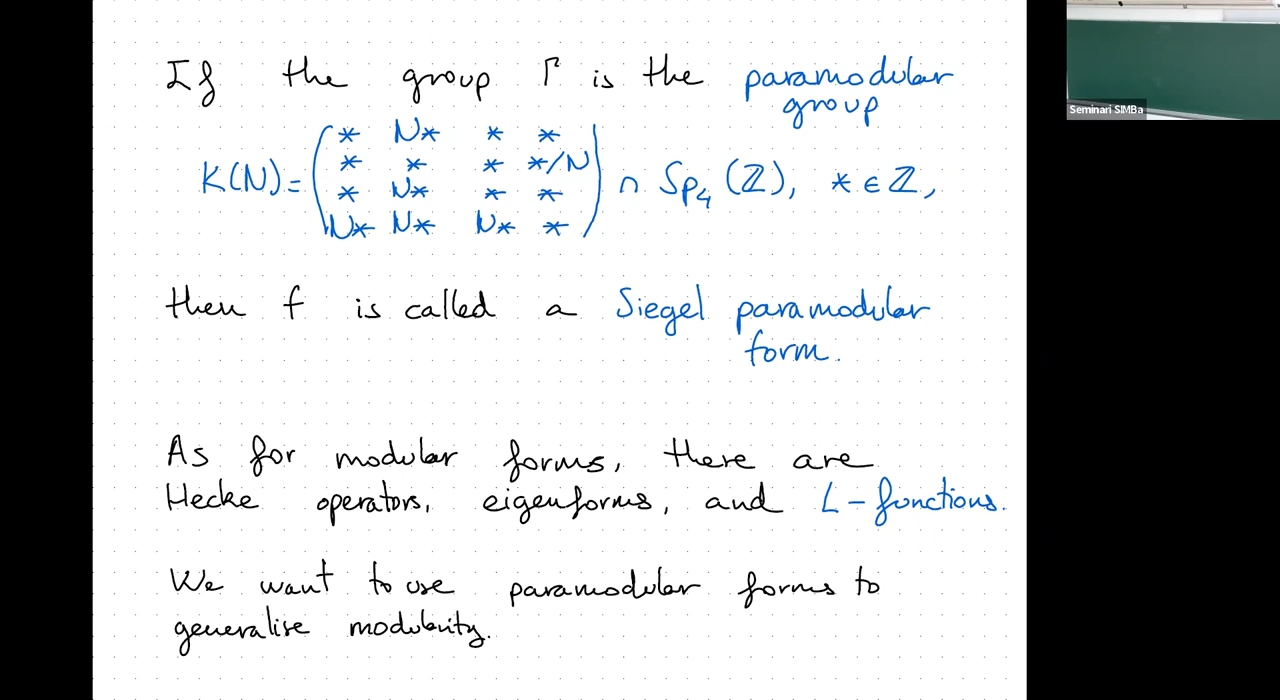 If the group Γ is the paramodular
group
K(N) = ( * N* * *
* * * */N
* N* * *
N* N* N* * ) ∩ Sp₄(ℤ), * ∈ ℤ,
then f is called a Siegel paramodular
form.
As for modular forms, there are
Hecke operators, eigenforms, and L-functions.
We want to use paramodular forms to
generalise modularity.
Seminari SIMBa